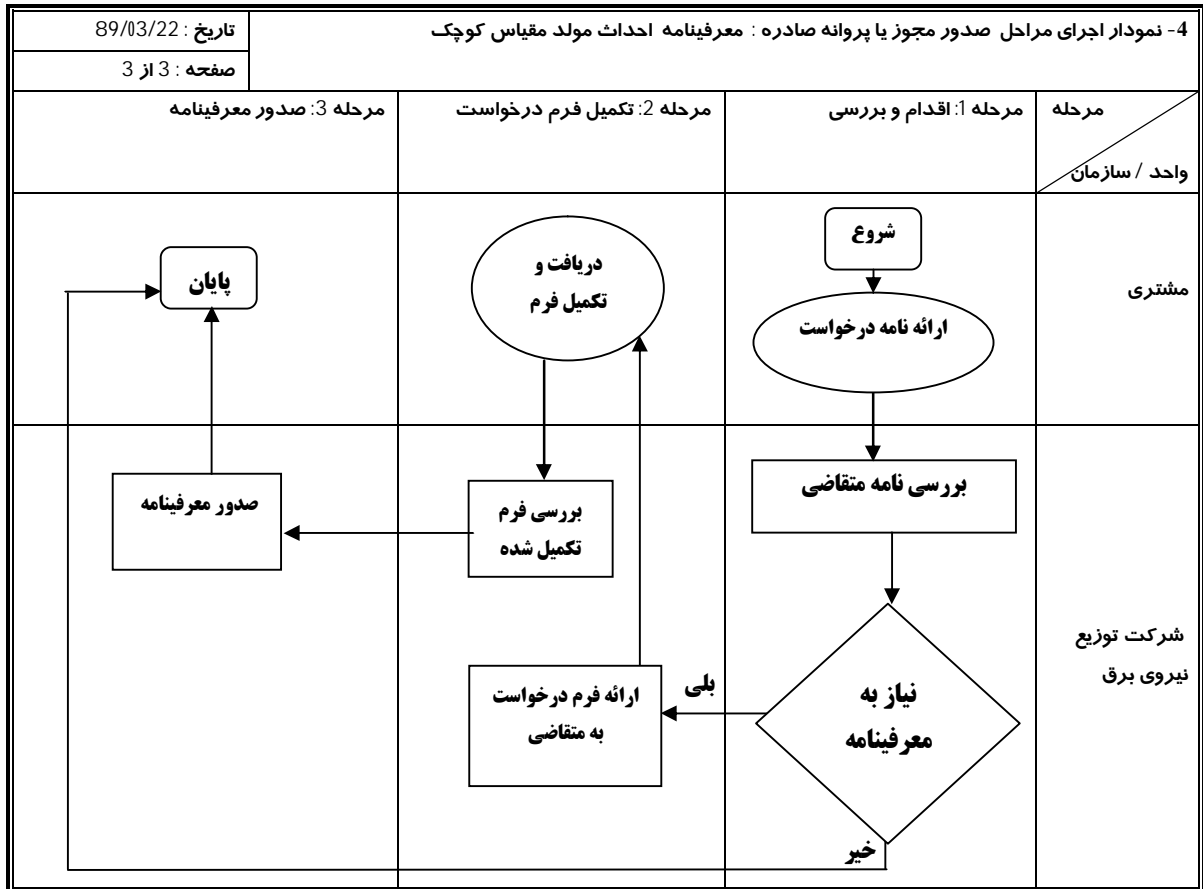 4- نمودار اجرای مراحل صدور مجوز یا پروانه صادره : معرفینامه احداث مولد مقیاس کوچک
تاریخ : 89/03/22
صفحه : 3 از 3
مرحله
واحد / سازمان
مرحله 1: اقدام و بررسی
مرحله 2: تکمیل فرم درخواست
مرحله 3: صدور معرفینامه
مشتری
شروع
ارائه نامه درخواست
دریافت و
تکمیل فرم
پایان
شرکت توزیع
نیروی برق
بررسی نامه متقاضی
نیاز به
معرفینامه
بلی
خیر
ارائه فرم درخواست
به متقاضی
بررسی فرم
تکمیل شده
صدور معرفینامه